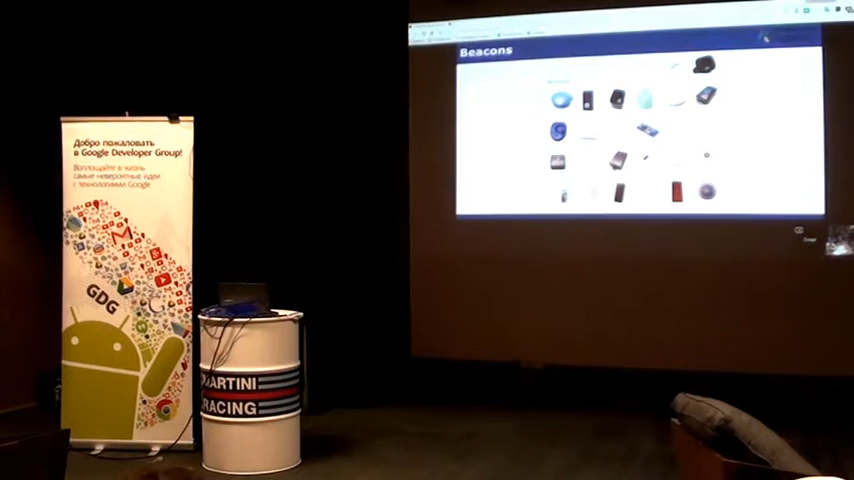 Beacons
Добро пожаловать
в Google Developer Group!
Воплощайте в жизнь
самые невероятные идеи
с технологиями Google
GDG
MARTINI
RACING